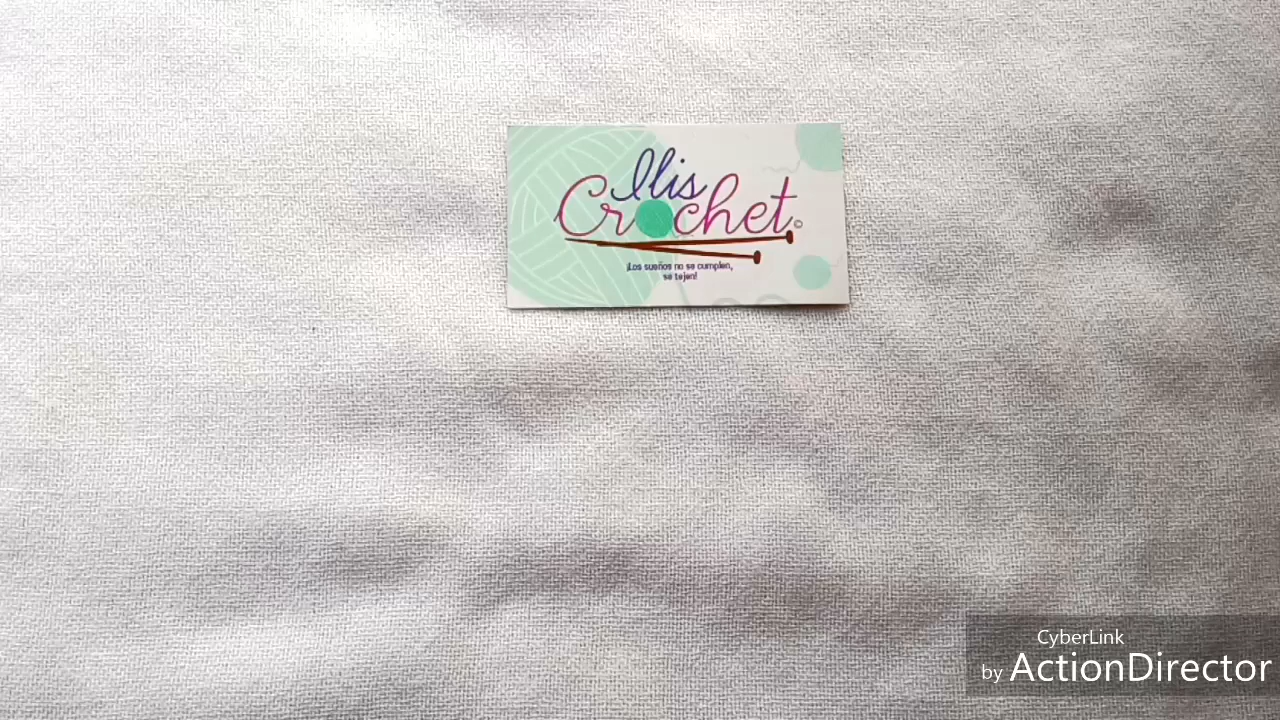 Ilis
Crochet©
¡Los sueños no se cumplen,
se tejen!
CyberLink
by ActionDirector